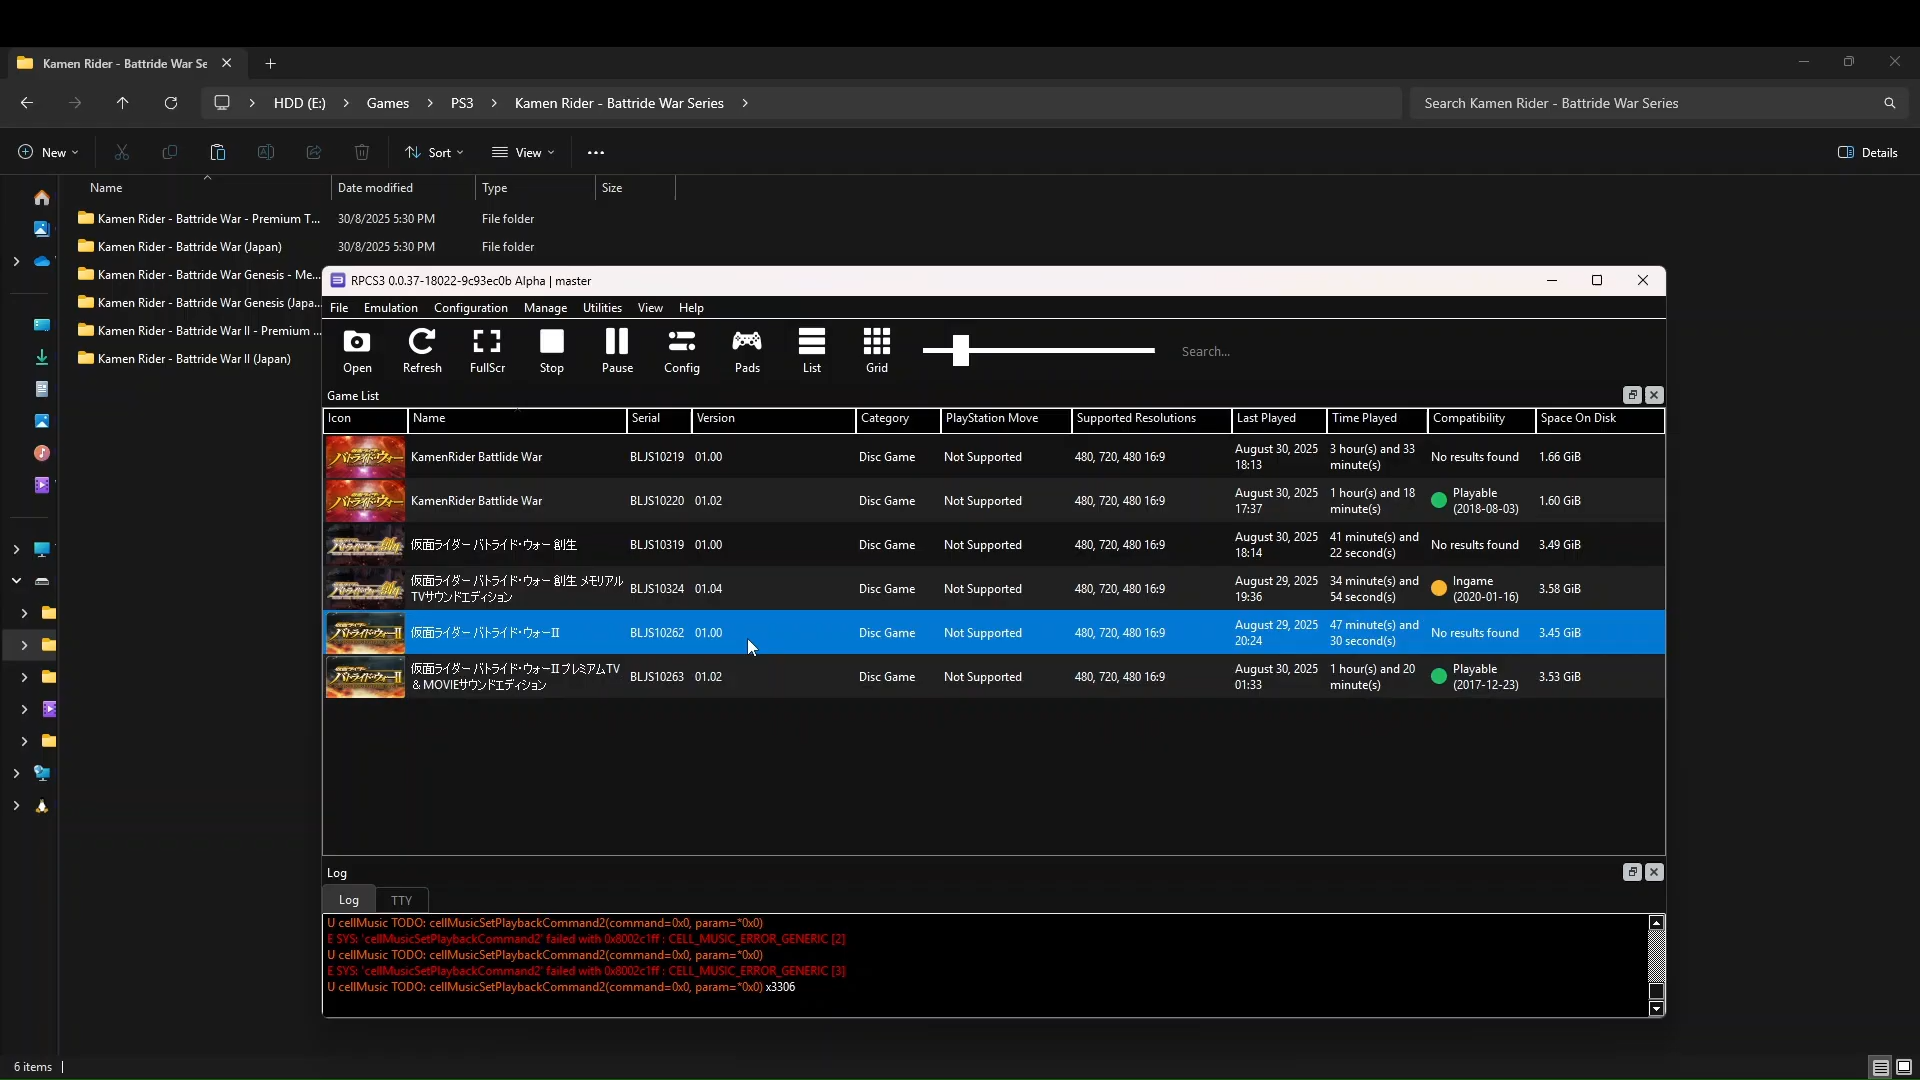 Kamen Rider - Battride War Se
HDD (E:) > Games > PS3 > Kamen Rider - Battride War Series >
Search Kamen Rider - Battride War Series
New Sort View ••• Details
Name Date modified Type Size
Kamen Rider - Battride War - Premium T... 30/8/2025 5:30 PM File folder
Kamen Rider - Battride War (Japan) 30/8/2025 5:30 PM File folder
Kamen Rider - Battride War Genesis - Me...
Kamen Rider - Battride War Genesis (Japa...
Kamen Rider - Battride War II - Premium ...
Kamen Rider - Battride War II (Japan)
RPCS3 0.0.37-18022-9c93ec0b Alpha | master
File Emulation Configuration Manage Utilities View Help
Open Refresh FullScr Stop Pause Config Pads List Grid Search...
Game List
Icon Name Serial Version Category PlayStation Move Supported Resolutions Last Played Time Played Compatibility Space On Disk
KamenRider Battlide War BLJS10219 01.00 Disc Game Not Supported 480, 720, 480 16:9 August 30, 2025 18:13 3 hour(s) and 33 minute(s) No results found 1.66 GiB
KamenRider Battlide War BLJS10220 01.02 Disc Game Not Supported 480, 720, 480 16:9 August 30, 2025 17:37 1 hour(s) and 18 minute(s) Playable (2018-08-03) 1.60 GiB
仮面ライダー バトライド・ウォー 創生 BLJS10319 01.00 Disc Game Not Supported 480, 720, 480 16:9 August 30, 2025 18:14 41 minute(s) and 22 second(s) No results found 3.49 GiB
仮面ライダー バトライド・ウォー 創生 メモリアルTVサウンドエディション BLJS10324 01.04 Disc Game Not Supported 480, 720, 480 16:9 August 29, 2025 19:36 34 minute(s) and 54 second(s) Ingame (2020-01-16) 3.58 GiB
仮面ライダー バトライド・ウォーII BLJS10262 01.00 Disc Game Not Supported 480, 720, 480 16:9 August 29, 2025 20:24 47 minute(s) and 30 second(s) No results found 3.45 GiB
仮面ライダー バトライド・ウォーII プレミアムTV & MOVIEサウンドエディション BLJS10263 01.02 Disc Game Not Supported 480, 720, 480 16:9 August 30, 2025 01:33 1 hour(s) and 20 minute(s) Playable (2017-12-23) 3.53 GiB
Log
Log TTY
U cellMusic TODO: cellMusicSetPlaybackCommand2(command=0x0, param=*0x0)
E SYS: 'cellMusicSetPlaybackCommand2' failed with 0x8002c1ff : CELL_MUSIC_ERROR_GENERIC [2]
U cellMusic TODO: cellMusicSetPlaybackCommand2(command=0x0, param=*0x0)
E SYS: 'cellMusicSetPlaybackCommand2' failed with 0x8002c1ff : CELL_MUSIC_ERROR_GENERIC [3]
U cellMusic TODO: cellMusicSetPlaybackCommand2(command=0x0, param=*0x0) x3306
6 items